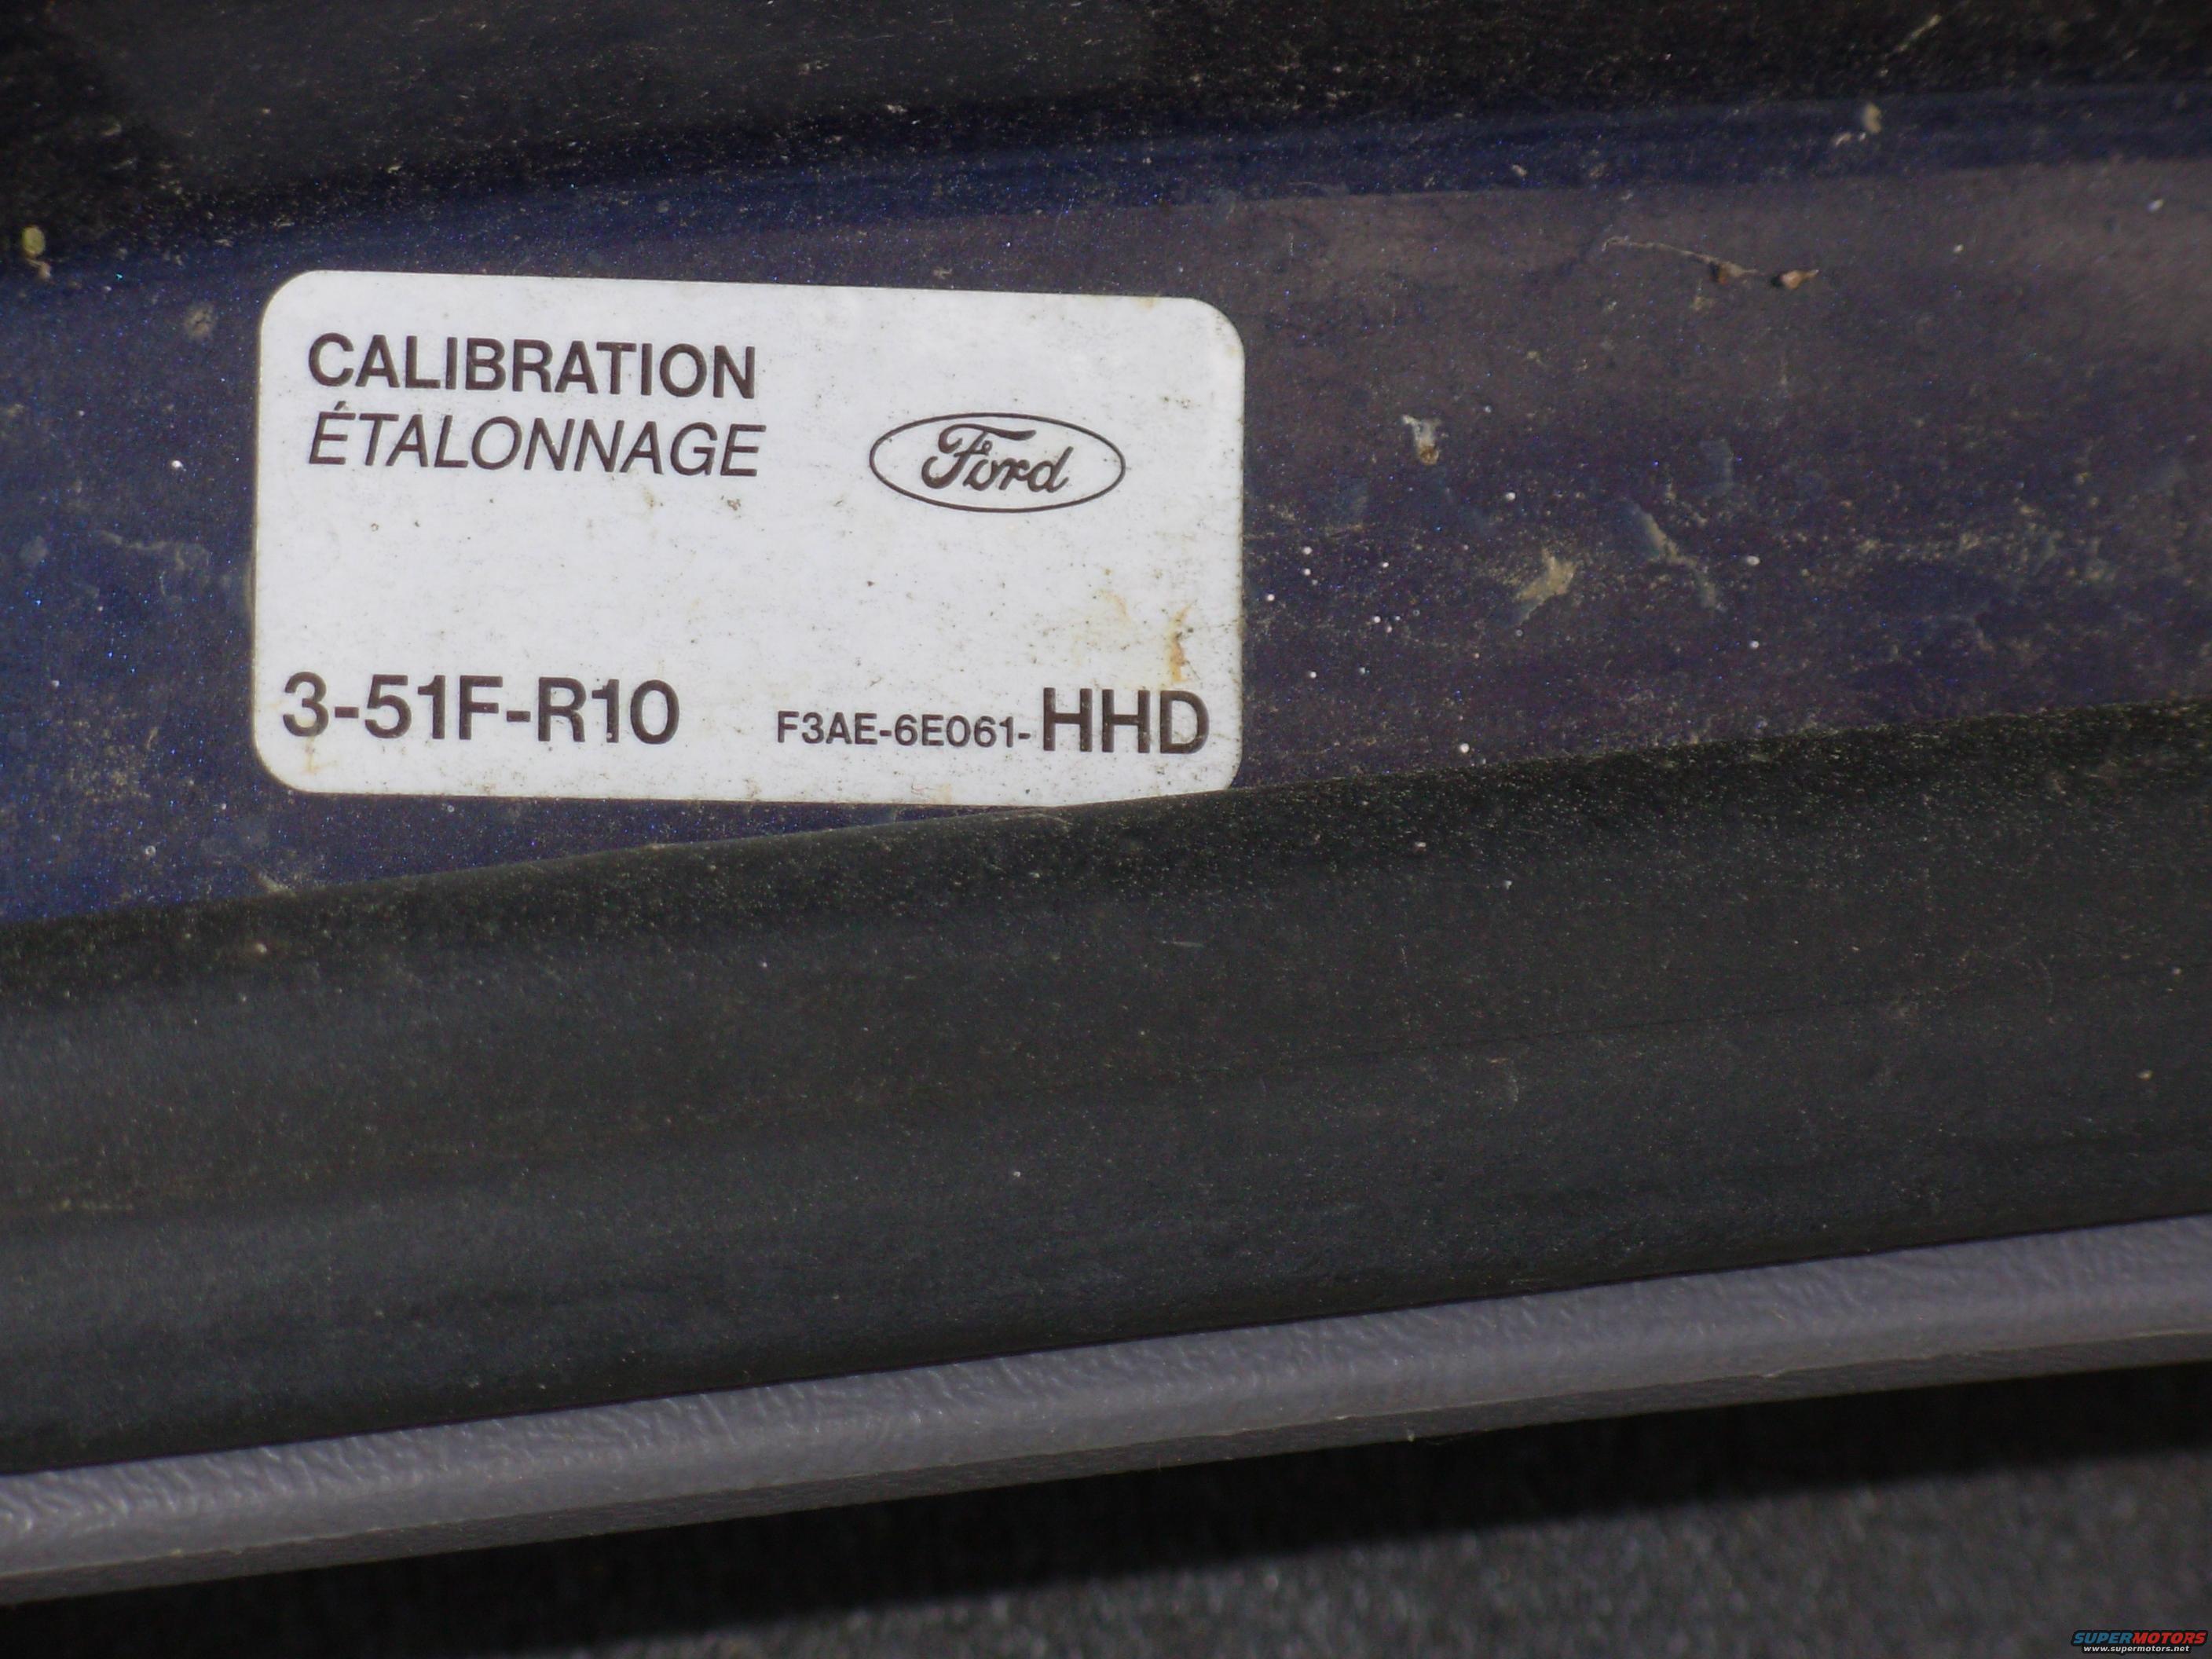 CALIBRATION
ÉTALONNAGE
Ford
3-51F-R10 F3AE-6E061-HHD
SUPERMOTORS
www.supermotors.net